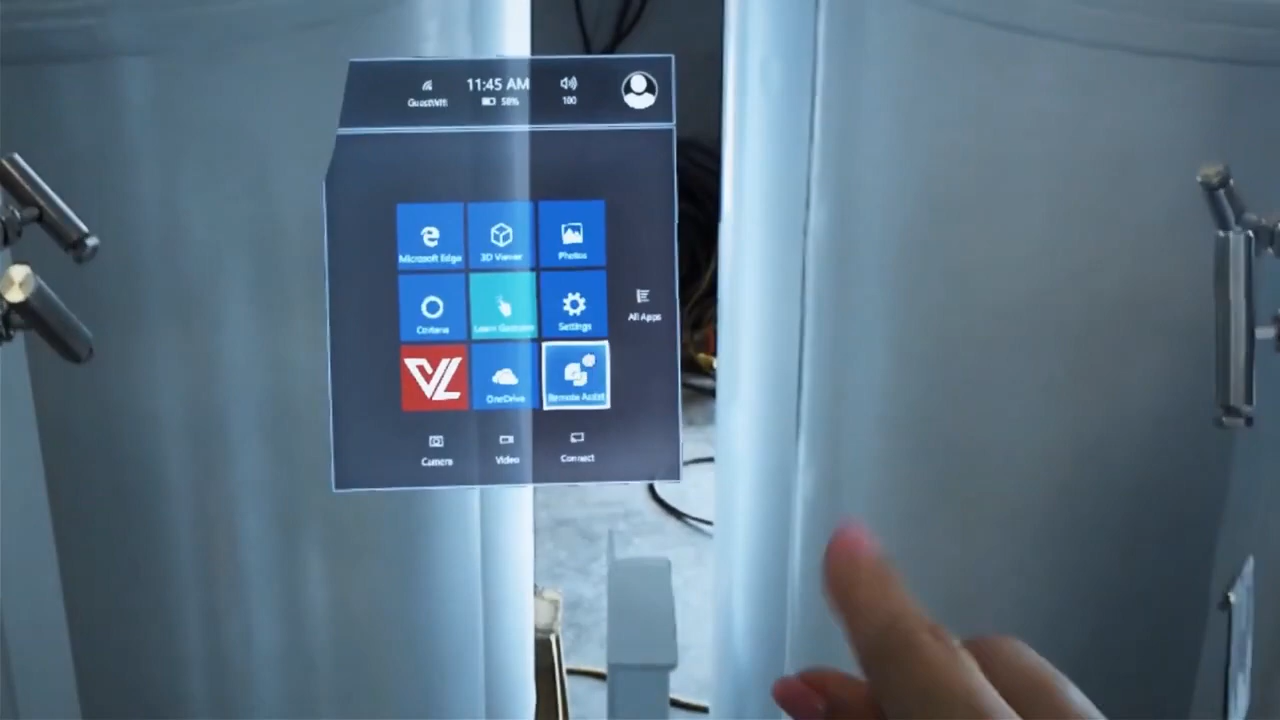 11:45 AM
GuestWifi
58%
100
Microsoft Edge
3D Viewer
Photos
Cortana
Learn Gestures
Settings
All Apps
VL
OneDrive
Remote Assist
Camera
Video
Connect